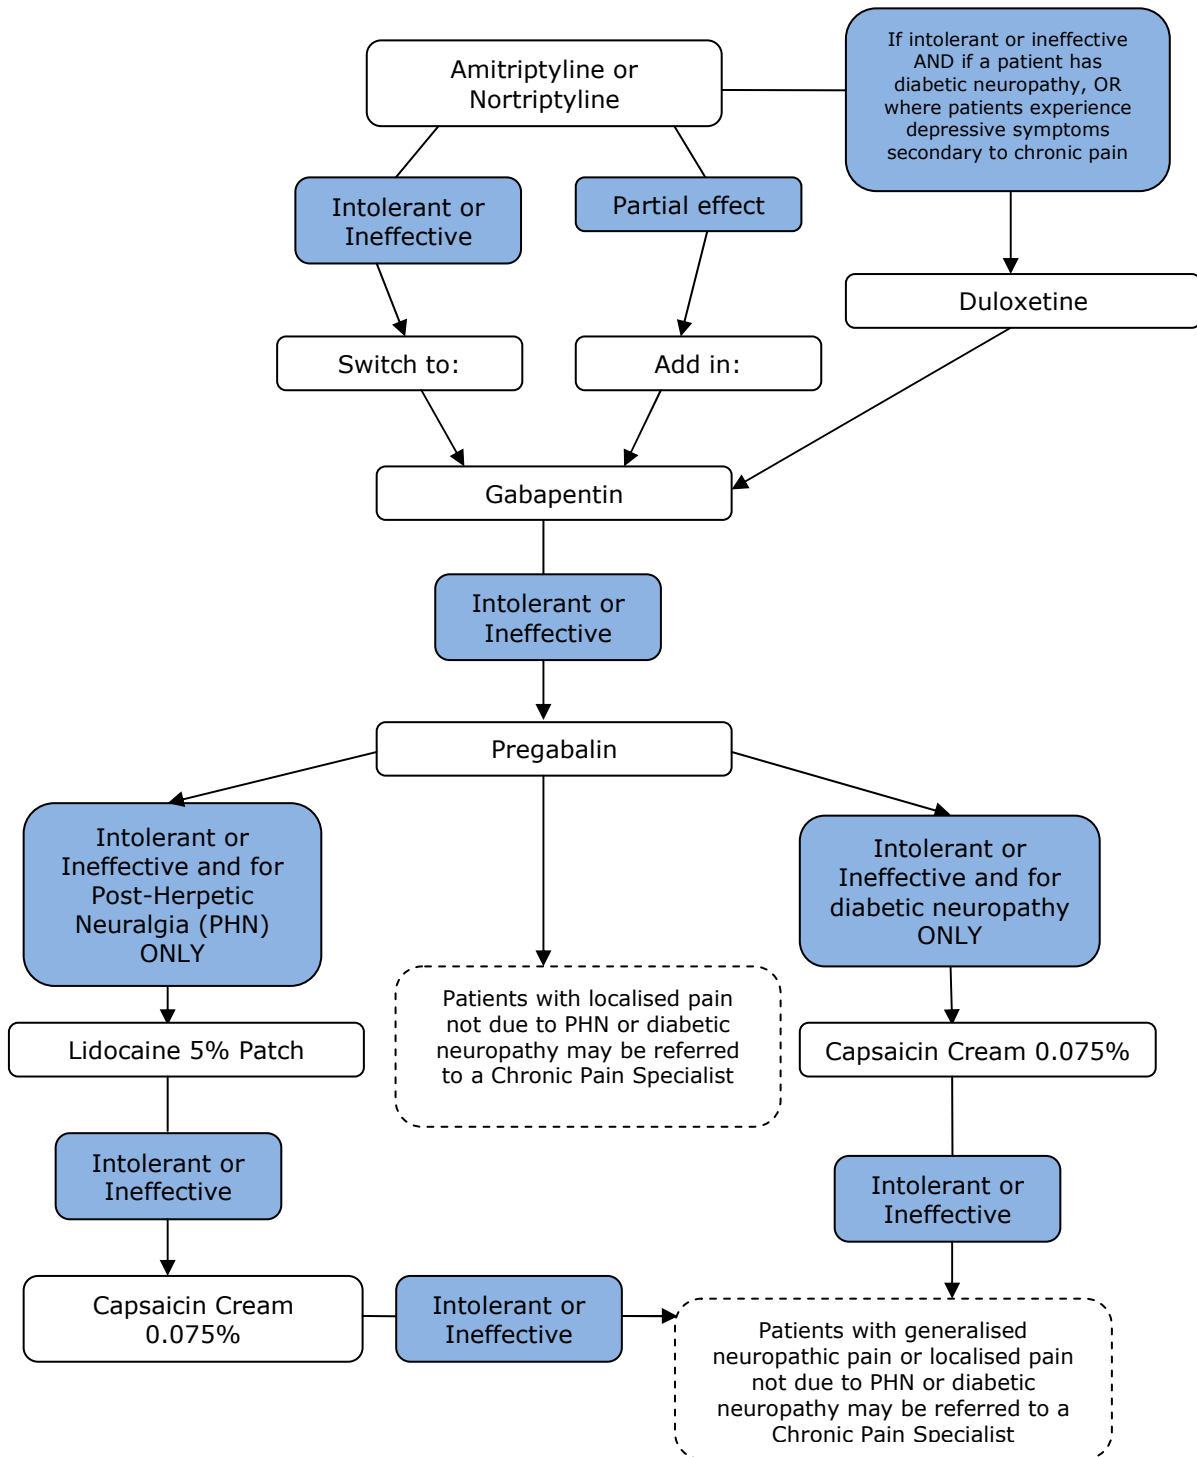 Amitriptyline or
Nortriptyline
If intolerant or ineffective
AND if a patient has
diabetic neuropathy, OR
where patients experience
depressive symptoms
secondary to chronic pain
Intolerant or
Ineffective
Partial effect
Duloxetine
Switch to:
Add in:
Gabapentin
Intolerant or
Ineffective
Pregabalin
Intolerant or
Ineffective and for
Post-Herpetic
Neuralgia (PHN)
ONLY
Intolerant or
Ineffective and for
diabetic neuropathy
ONLY
Patients with localised pain
not due to PHN or diabetic
neuropathy may be referred
to a Chronic Pain Specialist
Lidocaine 5% Patch
Capsaicin Cream 0.075%
Intolerant or
Ineffective
Intolerant or
Ineffective
Capsaicin Cream
0.075%
Intolerant or
Ineffective
Patients with generalised
neuropathic pain or localised pain
not due to PHN or diabetic
neuropathy may be referred to a
Chronic Pain Specialist